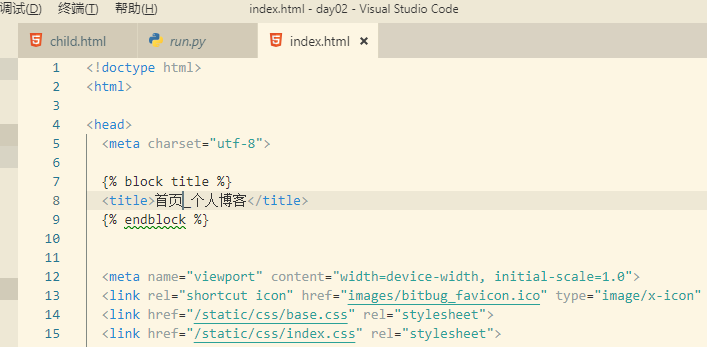 调试(D) 终端(T) 帮助(H) index.html - day02 - Visual Studio Code
child.html run.py index.html ×
1 <!doctype html>
2 <html>
3
4 <head>
5 <meta charset="utf-8">
6
7 {% block title %}
8 <title>首页_个人博客</title>
9 {% endblock %}
10
11
12 <meta name="viewport" content="width=device-width, initial-scale=1.0">
13 <link rel="shortcut icon" href="images/bitbug_favicon.ico" type="image/x-icon"
14 <link href="/static/css/base.css" rel="stylesheet">
15 <link href="/static/css/index.css" rel="stylesheet">